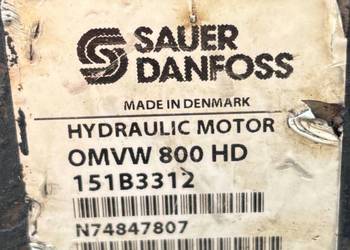 SAUER
DANFOSS
MADE IN DENMARK
HYDRAULIC MOTOR
OMVW 800 HD
151B3312
N74847807